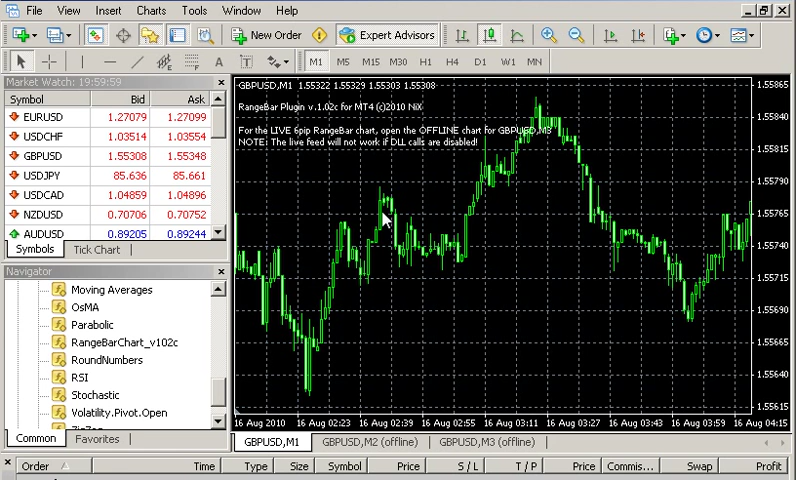 File View Insert Charts Tools Window Help
New Order Expert Advisors
A T M1 M5 M15 M30 H1 H4 D1 W1 MN
Market Watch: 19:59:59
Symbol Bid Ask
EURUSD 1.27079 1.27099
USDCHF 1.03514 1.03554
GBPUSD 1.55308 1.55348
USDJPY 85.636 85.661
USDCAD 1.04859 1.04896
NZDUSD 0.70706 0.70752
AUDUSD 0.89205 0.89244
Symbols Tick Chart
Navigator
Moving Averages
OsMA
Parabolic
RangeBarChart_v102c
RoundNumbers
RSI
Stochastic
Volatility.Pivot.Open
Common Favorites
GBPUSD,M1 1.55322 1.55329 1.55303 1.55308
RangeBar Plugin v.1.02c for MT4 (c)2010 NiX
For the LIVE 6pip RangeBar chart, open the OFFLINE chart for GBPUSD,M3
NOTE: The live feed will not work if DLL calls are disabled!
1.55865
1.55840
1.55815
1.55790
1.55765
1.55740
1.55715
1.55690
1.55665
1.55640
1.55615
16 Aug 2010 16 Aug 02:23 16 Aug 02:39 16 Aug 02:55 16 Aug 03:11 16 Aug 03:27 16 Aug 03:43 16 Aug 03:59 16 Aug 04:15
GBPUSD,M1 GBPUSD,M2 (offline) GBPUSD,M3 (offline)
Order Time Type Size Symbol Price S / L T / P Price Commis... Swap Profit